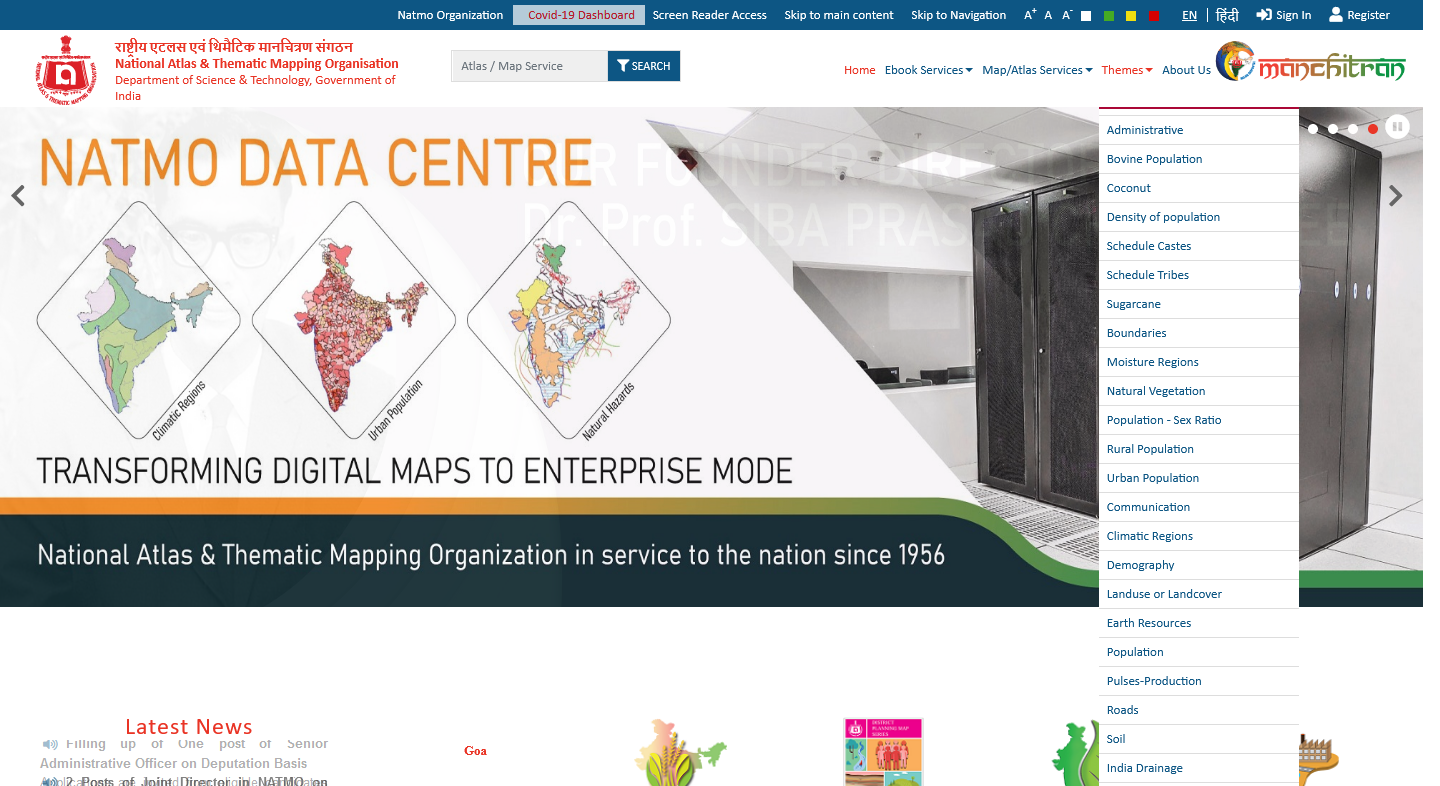 Natmo Organization Covid-19 Dashboard Screen Reader Access Skip to main content Skip to Navigation A+ A A- EN हिंदी Sign In Register
राष्ट्रीय एटलस एवं थिमैटिक मानचित्रण संगठन
National Atlas & Thematic Mapping Organisation
Department of Science & Technology, Government of
India
Atlas / Map Service SEARCH
Home Ebook Services Map/Atlas Services Themes About Us manchitran
NATMO DATA CENTRE
OUR FOUNDER DIRECTO
Dr. Prof. SIBA PRAS
Climatic Regions
Urban Population
Natural Hazards
TRANSFORMING DIGITAL MAPS TO ENTERPRISE MODE
National Atlas & Thematic Mapping Organization in service to the nation since 1956
Administrative
Bovine Population
Coconut
Density of population
Schedule Castes
Schedule Tribes
Sugarcane
Boundaries
Moisture Regions
Natural Vegetation
Population - Sex Ratio
Rural Population
Urban Population
Communication
Climatic Regions
Demography
Landuse or Landcover
Earth Resources
Population
Pulses-Production
Roads
Soil
India Drainage
Latest News
Filling up of One post of Senior
Administrative Officer on Deputation Basis
2 Posts of Joint Director in NATMO on
Goa
DISTRICT
PLANNING MAP
SERIES